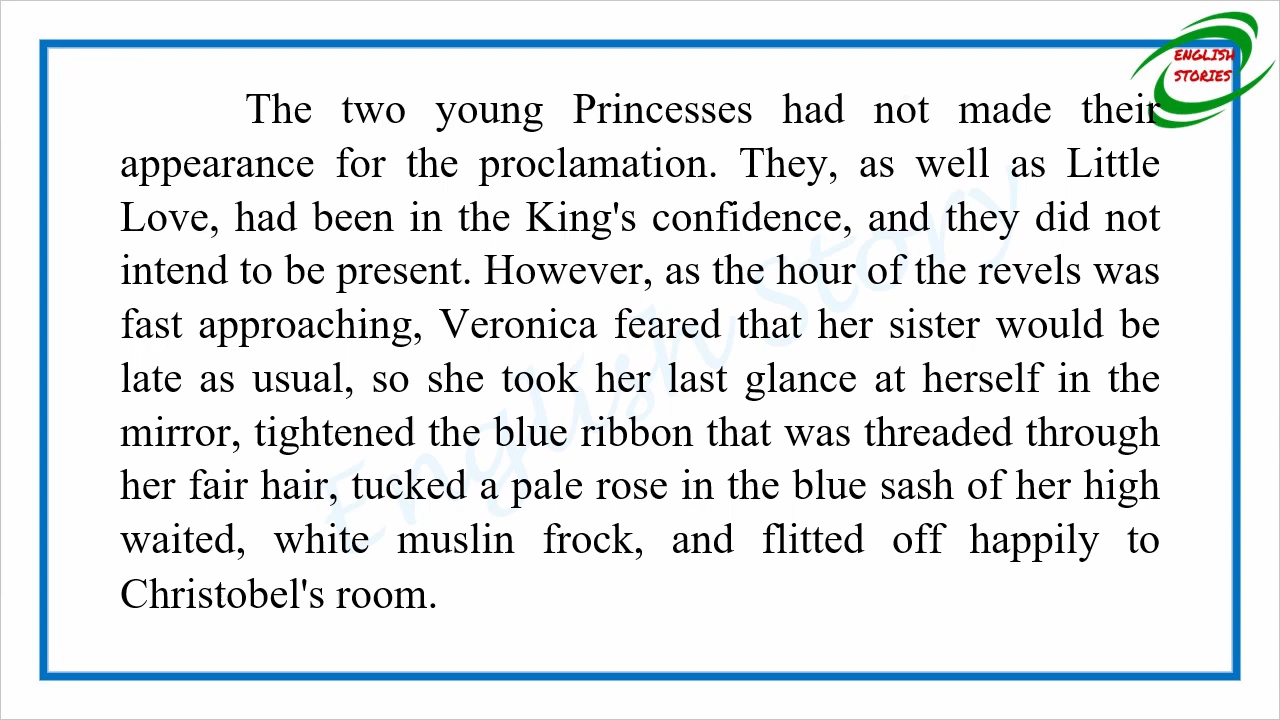 ENGLISH
STORIES
The two young Princesses had not made their
appearance for the proclamation. They, as well as Little
Love, had been in the King's confidence, and they did not
intend to be present. However, as the hour of the revels was
fast approaching, Veronica feared that her sister would be
late as usual, so she took her last glance at herself in the
mirror, tightened the blue ribbon that was threaded through
her fair hair, tucked a pale rose in the blue sash of her high
waited, white muslin frock, and flitted off happily to
Christobel's room.
English Story